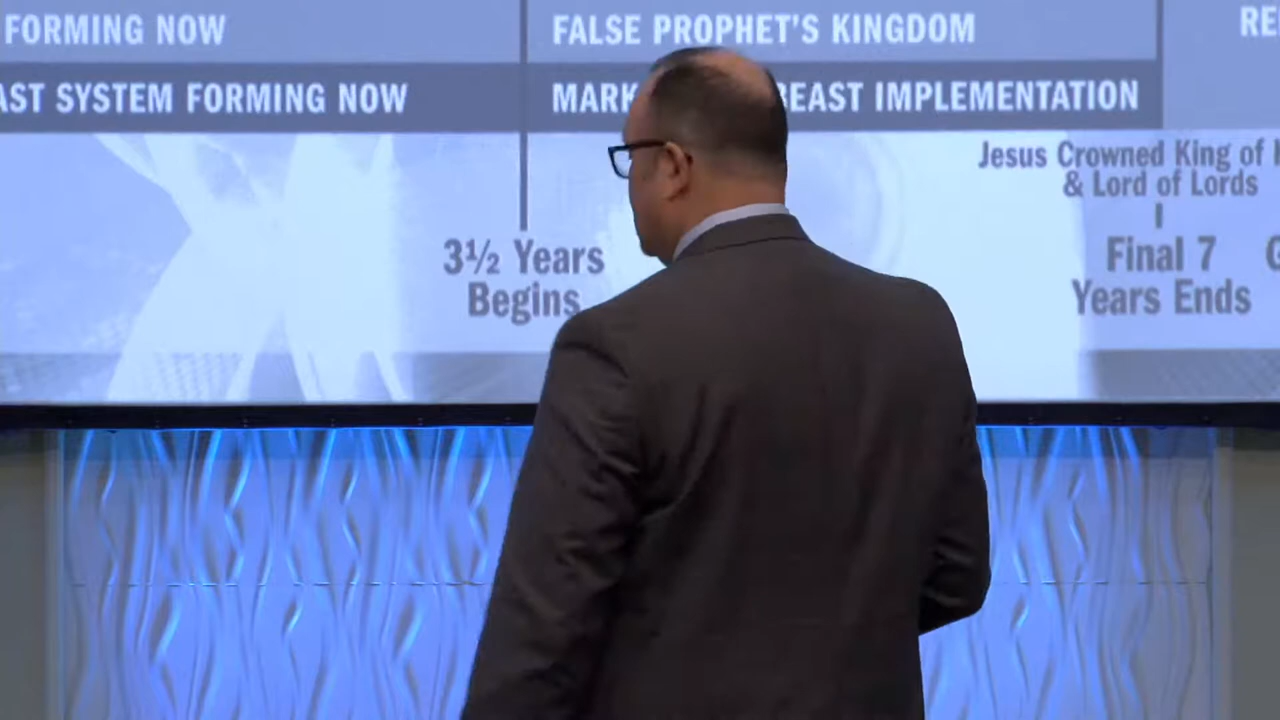 FORMING NOW
FALSE PROPHET'S KINGDOM
SYSTEM FORMING NOW
MARK BEAST IMPLEMENTATION
Jesus Crowned King of
& Lord of Lords
3½ Years
Begins
Final 7
Years Ends